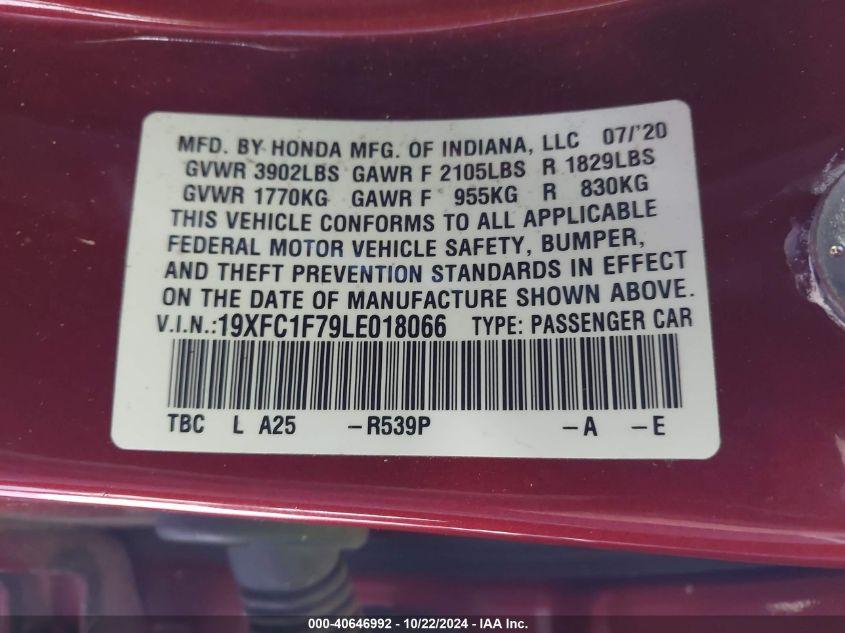 MFD. BY HONDA MFG. OF INDIANA, LLC 07/'20
GVWR 3902LBS GAWR F 2105LBS R 1829LBS
GVWR 1770KG GAWR F 955KG R 830KG
THIS VEHICLE CONFORMS TO ALL APPLICABLE
FEDERAL MOTOR VEHICLE SAFETY, BUMPER,
AND THEFT PREVENTION STANDARDS IN EFFECT
ON THE DATE OF MANUFACTURE SHOWN ABOVE.
V.I.N.:19XFC1F79LE018066 TYPE: PASSENGER CAR
TBC L A25 -R539P -A -E
000-40646992 - 10/22/2024 - IAA Inc.